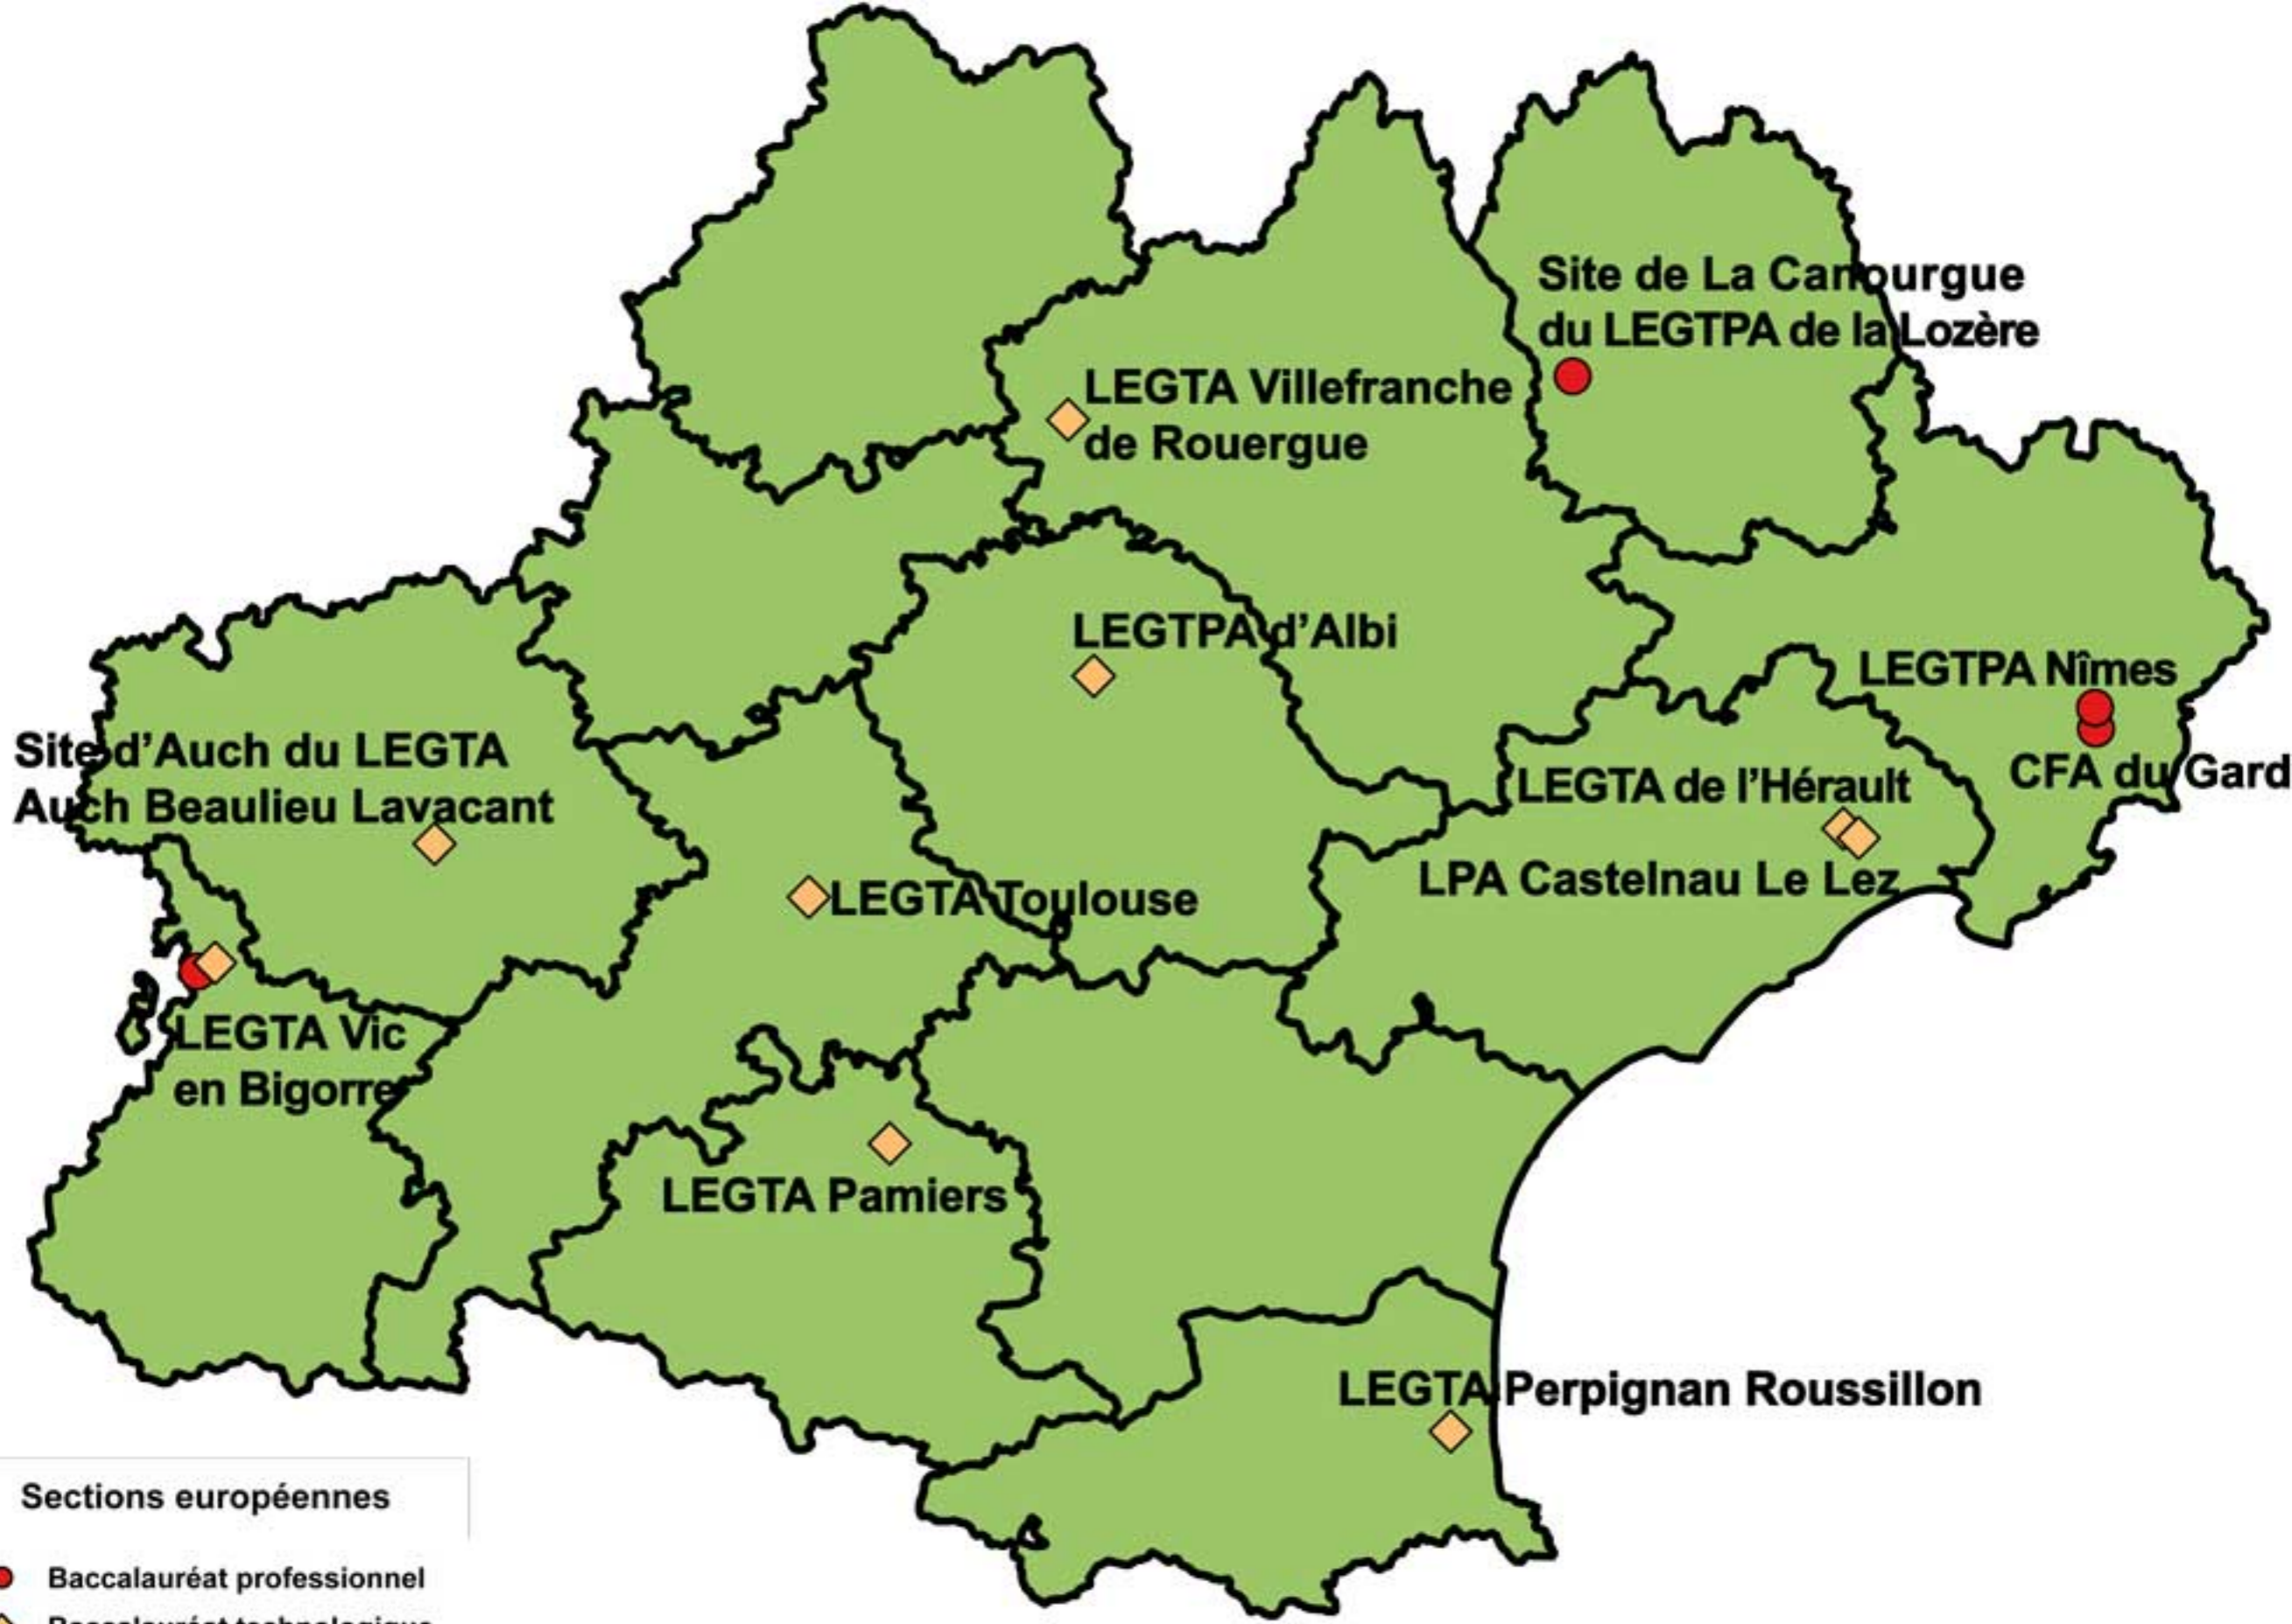 Site de La Canourgue
du LEGTPA de la Lozère
LEGTA Villefranche
de Rouergue
LEGTPA d'Albi
LEGTPA Nîmes
CFA du Gard
Site d'Auch du LEGTA
Auch Beaulieu Lavacant
LEGTA de l'Hérault
LPA Castelnau Le Lez
LEGTA Toulouse
LEGTA Vic
en Bigorre
LEGTA Pamiers
LEGTA Perpignan Roussillon
Sections européennes
Baccalauréat professionnel
Baccalauréat technologique